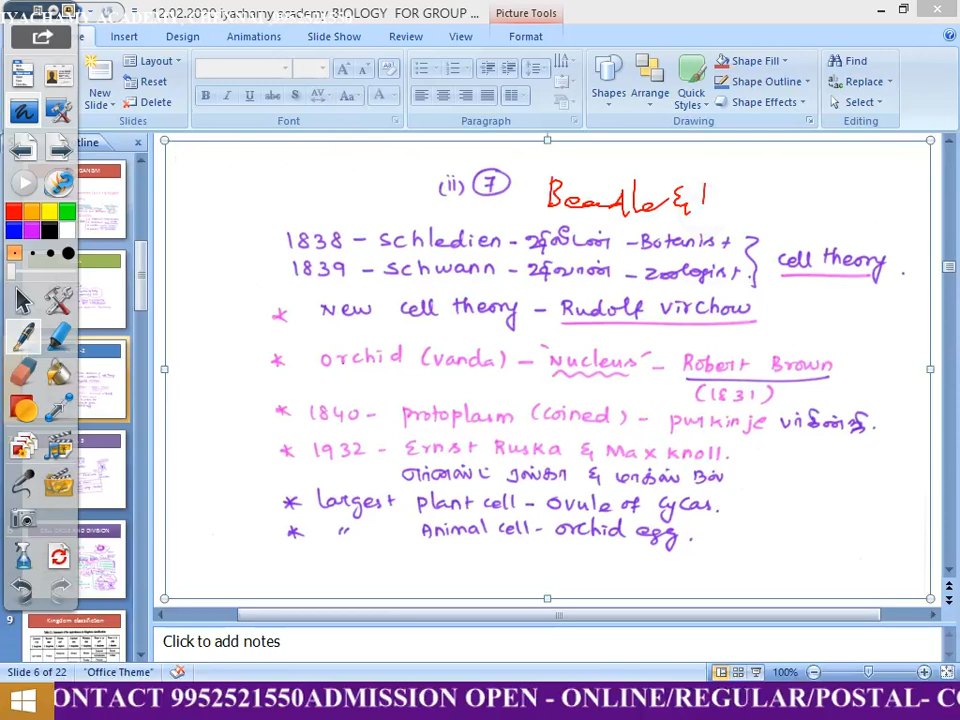 12.02.2020 iyachamy academy BIOLOGY FOR GROUP ...
Picture Tools
Insert Design Animations Slide Show Review View Format
New Slide
Layout
Reset
Delete
Slides
Font
Paragraph
Shapes Arrange Quick Styles
Shape Fill
Shape Outline
Shape Effects
Drawing
Find
Replace
Select
Editing
(ii) 7 Beadle &
1838 - Schledien - - Botanist
1839 - Schwann - - Zoologist. } cell theory.
* New cell theory - Rudolf Virchow
* orchid (vanda) - "Nucleus" - Robert Brown
(1831)
* 1840 - protoplasm (coined) - purkinje
* 1932 - Ernst Ruska & Max knoll.
* Largest plant cell - Ovule of cycas.
* " Animal cell - orchid egg.
9
Kingdom classification
Click to add notes
Slide 6 of 22 "Office Theme" 100%
ONTACT 9952521550ADMISSION OPEN - ONLINE/REGULAR/POSTAL- CO